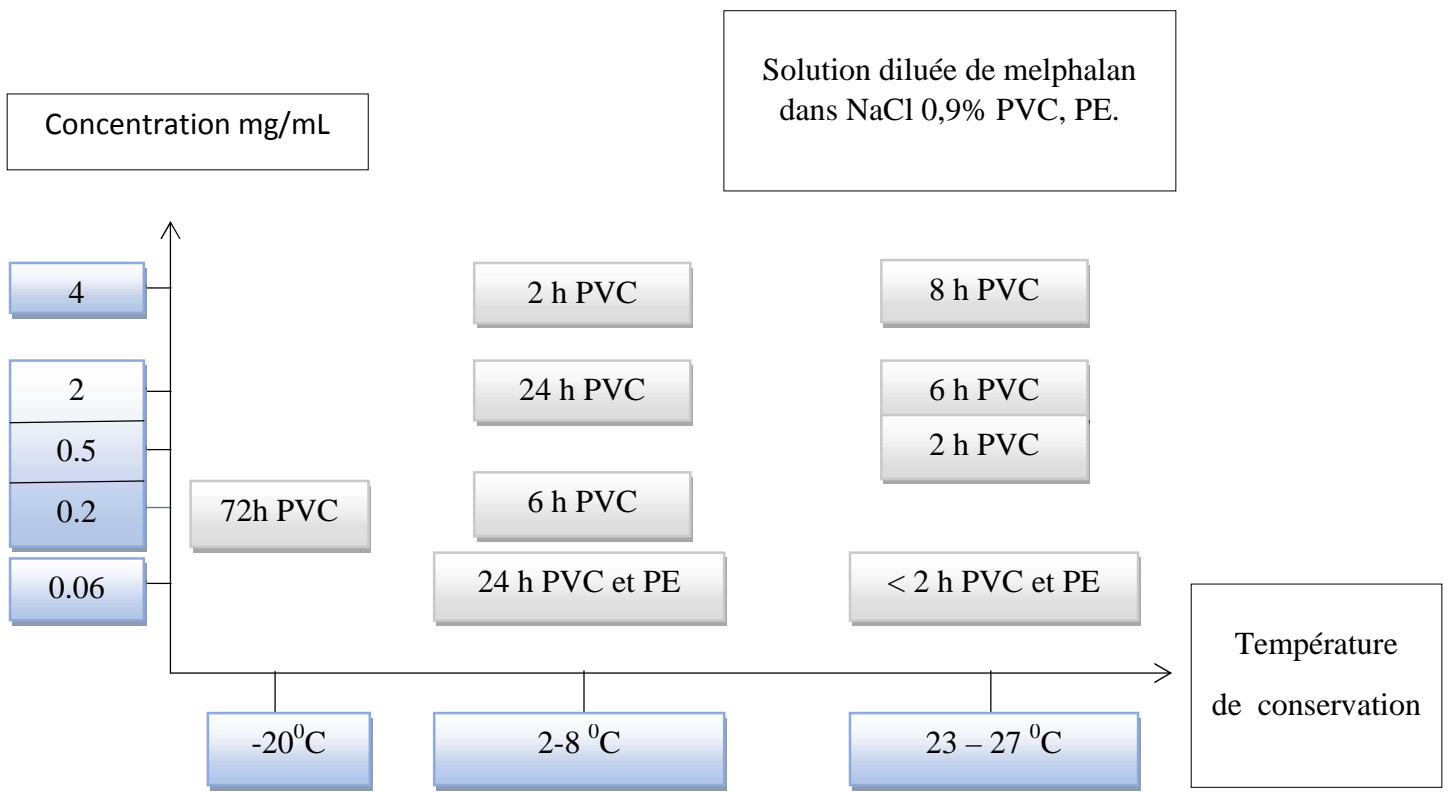 Solution diluée de melphalan
dans NaCl 0,9% PVC, PE.
Concentration mg/mL
4
2 h PVC
8 h PVC
2
24 h PVC
6 h PVC
0.5
2 h PVC
0.2
72h PVC
6 h PVC
0.06
24 h PVC et PE
< 2 h PVC et PE
Température
de conservation
-20⁰C
2-8 ⁰C
23 – 27 ⁰C